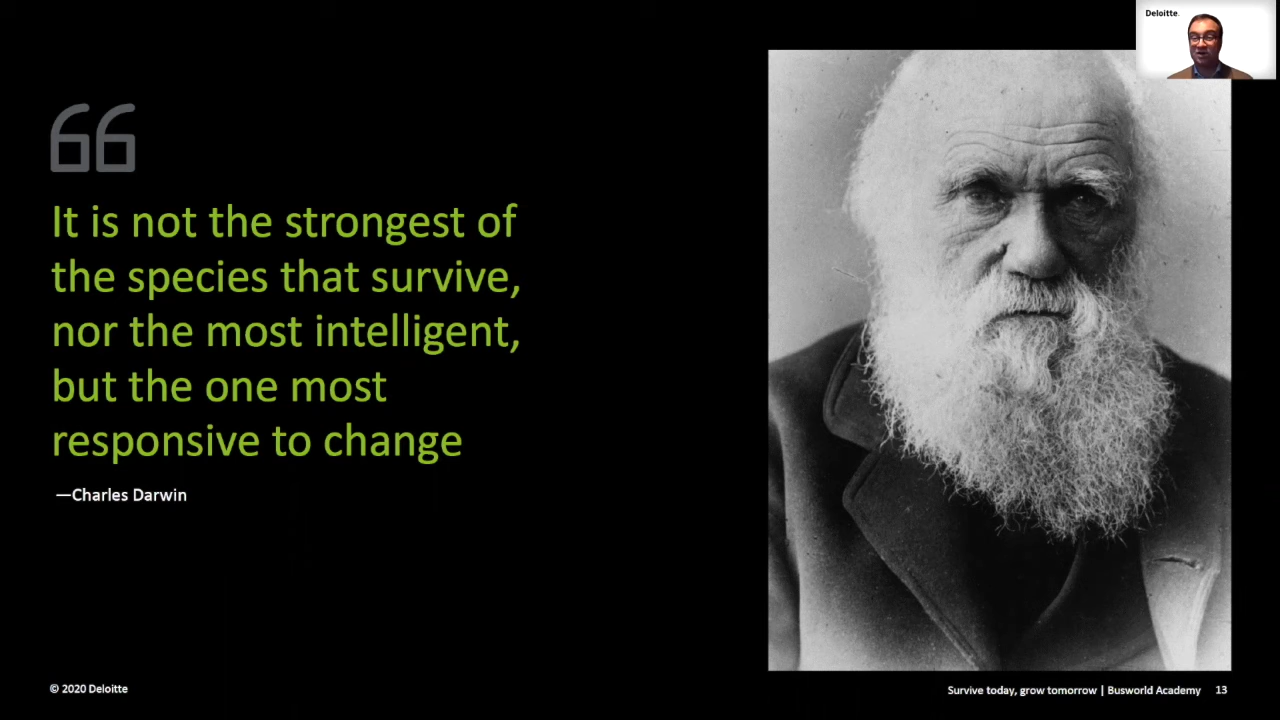 Deloitte.
It is not the strongest of
the species that survive,
nor the most intelligent,
but the one most
responsive to change
—Charles Darwin
© 2020 Deloitte
Survive today, grow tomorrow | Busworld Academy 13